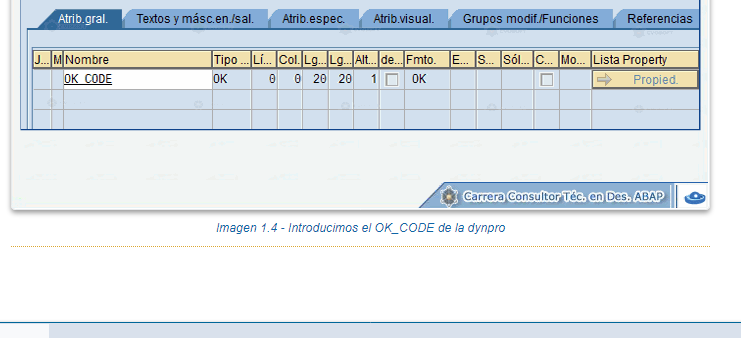 Atrib.gral. Textos y másc.en./sal. Atrib.espec. Atrib.visual. Grupos modif./Funciones Referencias
J... M Nombre Tipo ... Lí... Col. Lg... Lg... Alt... de... Fmto. E... S... Sól... C... Mo... Lista Property
OK_CODE OK 0 0 20 20 1 OK Propied.
Carrera Consultor Téc. en Des. ABAP
Imagen 1.4 - Introducimos el OK_CODE de la dynpro